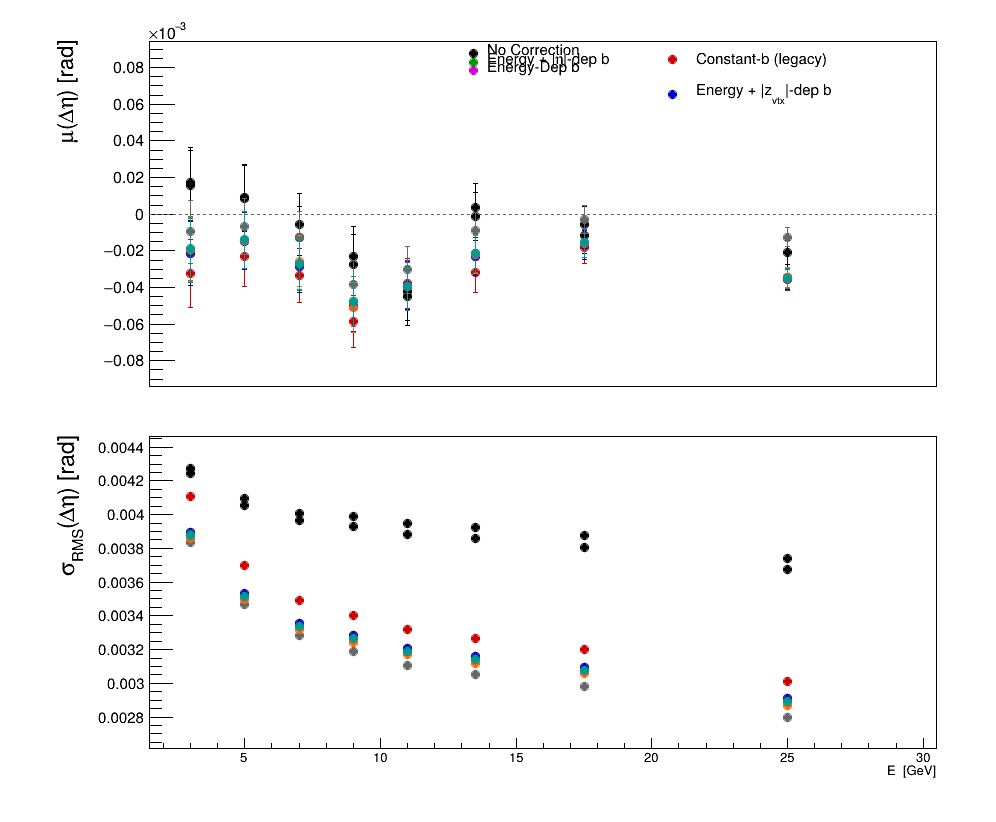 ×10⁻³
μ(Δη) [rad]
0.08
0.06
0.04
0.02
0
−0.02
−0.04
−0.06
−0.08
No Correction
Energy + |η|-dep b
Energy-Dep b
Constant-b (legacy)
Energy + |z_vtx|-dep b
σ_RMS(Δη) [rad]
0.0044
0.0042
0.004
0.0038
0.0036
0.0034
0.0032
0.003
0.0028
5 10 15 20 25 30
E [GeV]